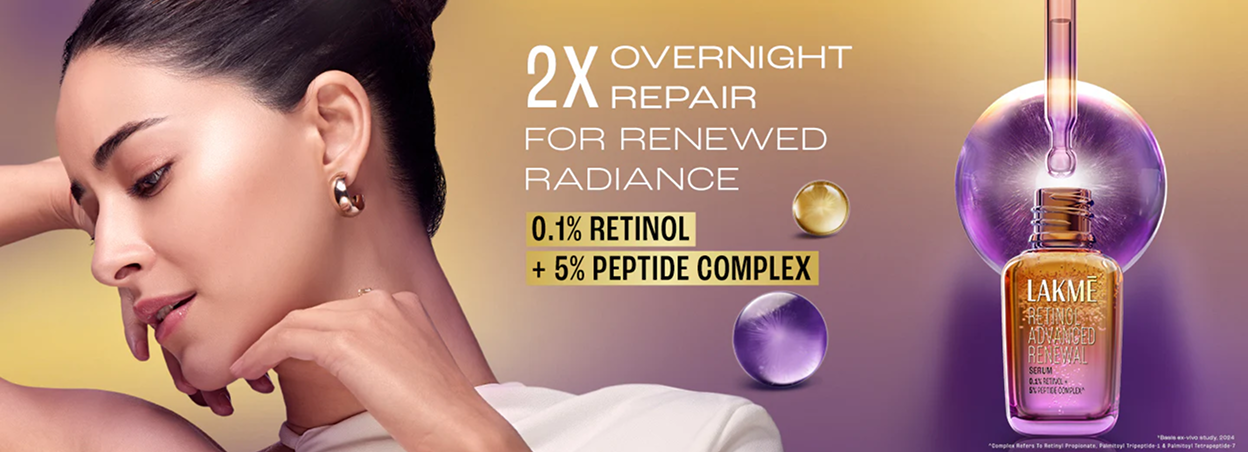 2X OVERNIGHT
REPAIR
FOR RENEWED
RADIANCE
0.1% RETINOL
+ 5% PEPTIDE COMPLEX
LAKMĒ
RETINOL
ADVANCED
RENEWAL
SERUM
0.1% RETINOL +
5% PEPTIDE COMPLEX^
*Basis ex-vivo study, 2024
^Complex Refers To Retinyl Propionate, Palmitoyl Tripeptide-1 & Palmitoyl Tetrapeptide-7